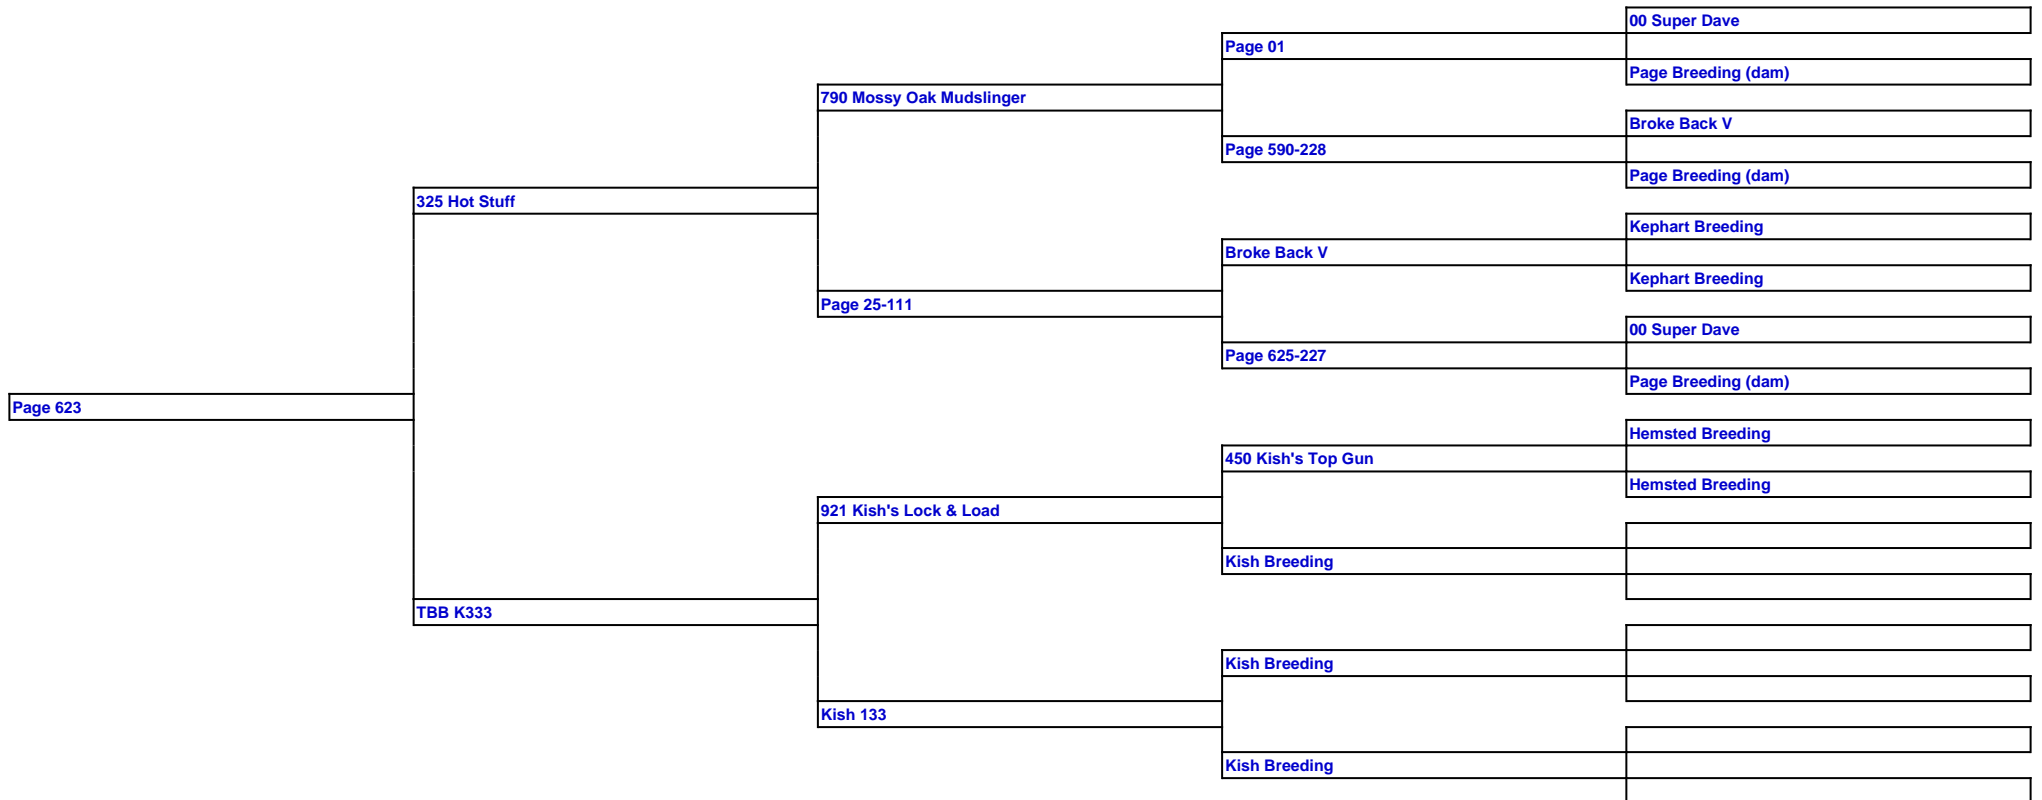 00 Super Dave
Page 01
Page Breeding (dam)
790 Mossy Oak Mudslinger
Broke Back V
Page 590-228
Page Breeding (dam)
325 Hot Stuff
Kephart Breeding
Broke Back V
Kephart Breeding
Page 25-111
00 Super Dave
Page 625-227
Page Breeding (dam)
Page 623
Hemsted Breeding
450 Kish's Top Gun
Hemsted Breeding
921 Kish's Lock & Load
Kish Breeding
TBB K333
Kish Breeding
Kish 133
Kish Breeding